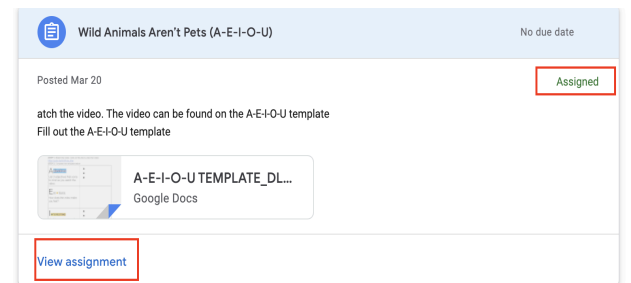 Wild Animals Aren't Pets (A-E-I-O-U)
No due date
Posted Mar 20
Assigned
atch the video. The video can be found on the A-E-I-O-U template
Fill out the A-E-I-O-U template
A-E-I-O-U TEMPLATE_DL...
Google Docs
View assignment